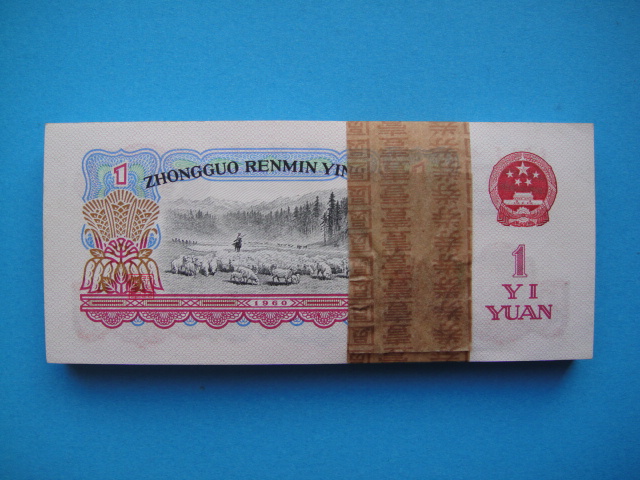 1
ZHONGGUO RENMIN YIN
1960
1
YI
YUAN